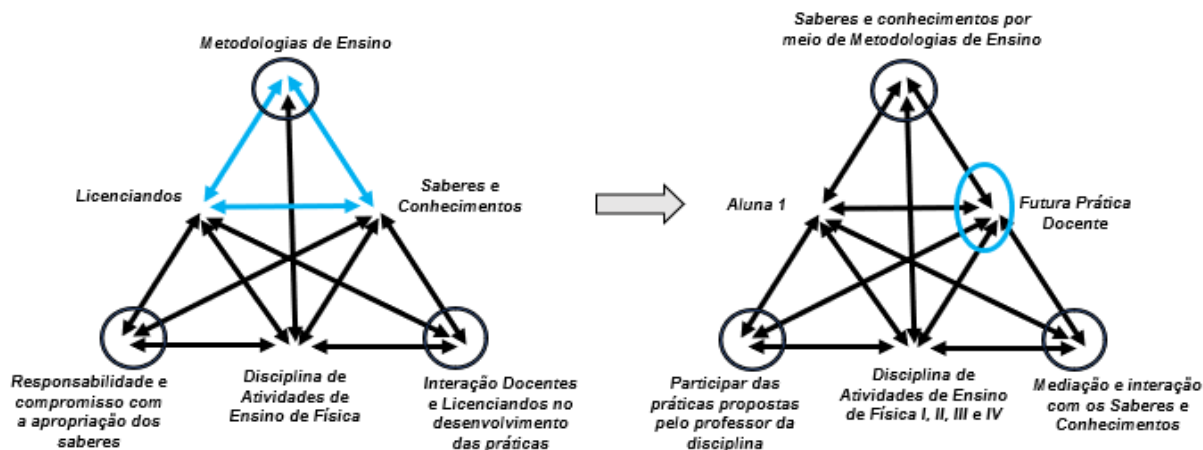 Metodologias de Ensino
Licenciandos
Saberes e
Conhecimentos
Responsabilidade e
compromisso com
a apropriação dos
saberes
Disciplina de
Atividades de
Ensino de Física
Interação Docentes
e Licenciandos no
desenvolvimento
das práticas
Saberes e conhecimentos por
meio de Metodologias de Ensino
Aluna 1
Futura Prática
Docente
Participar das
práticas propostas
pelo professor da
disciplina
Disciplina de
Atividades de Ensino
de Física I, II, III e IV
Mediação e interação
com os Saberes e
Conhecimentos